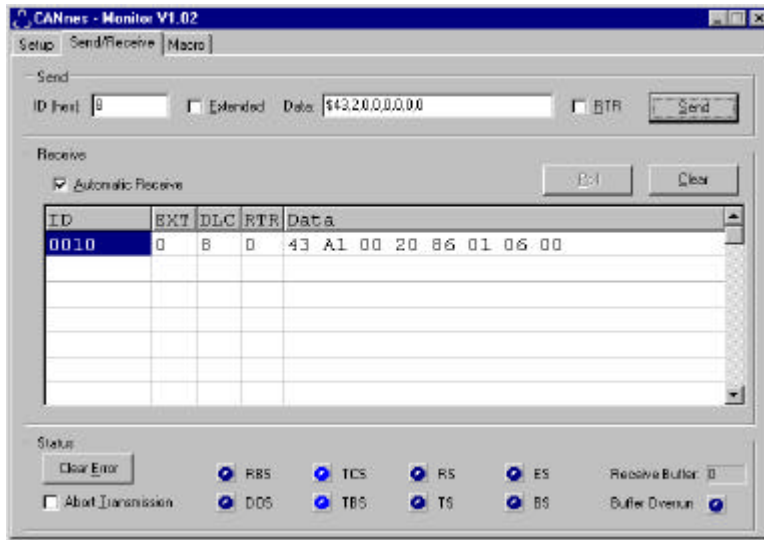 CANnes - Monitor V1.02
Setup Send/Receive Macro
Send
ID (hex) 8 Extended Data: $43,2,0,0,0,0,0,0 RTR Send
Receive
Automatic Receive Clear
ID EXT DLC RTR Data
0010 0 8 0 43 A1 00 20 86 01 06 00
Status
Clear Error RBS TCS RS ES Receive Buffer: 0
Abort Transmission DOS TBS TS BS Buffer Overrun